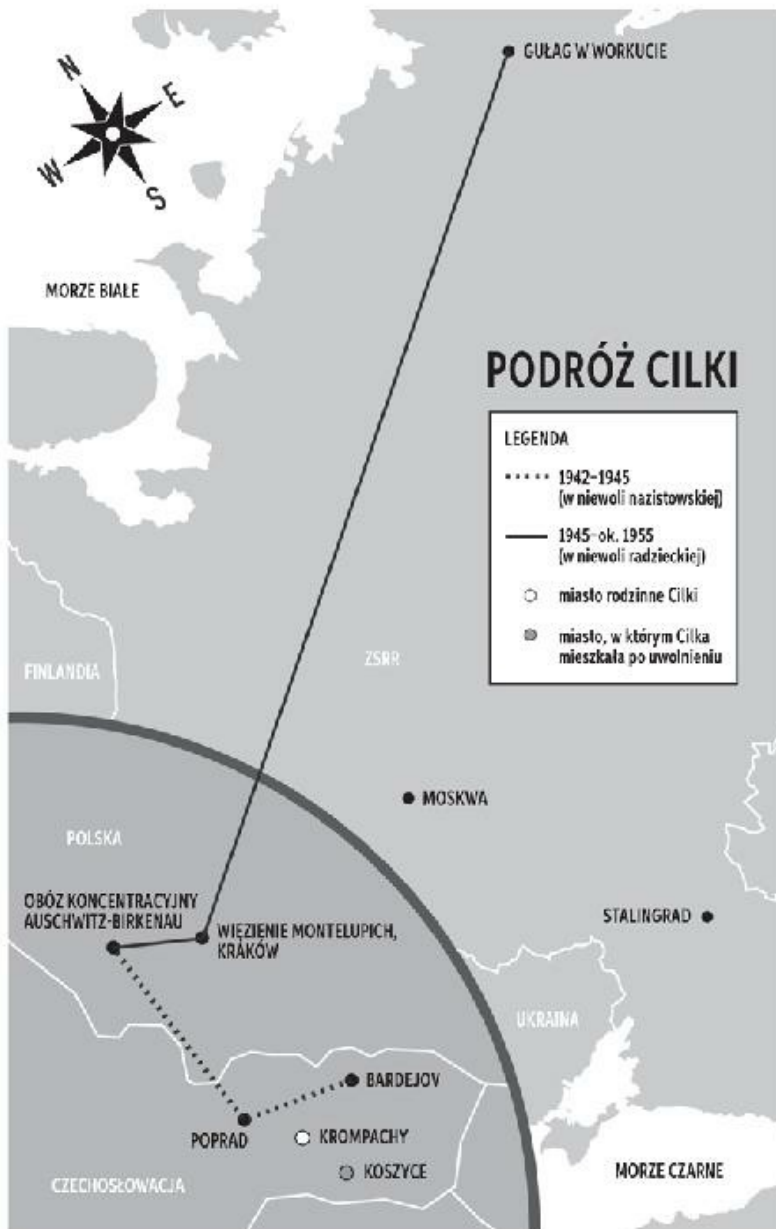 GUŁAG W WORKUCIE
N
E
W
S
MORZE BIAŁE
PODRÓŻ CILKI
LEGENDA
1942–1945
(w niewoli nazistowskiej)
1945–ok. 1955
(w niewoli radzieckiej)
miasto rodzinne Cilki
miasto, w którym Cilka
mieszkała po uwolnieniu
FINLANDIA
ZSRR
MOSKWA
POLSKA
OBÓZ KONCENTRACYJNY
AUSCHWITZ-BIRKENAU
WIĘZIENIE MONTELUPICH,
KRAKÓW
STALINGRAD
UKRAINA
BARDEJOV
POPRAD
KROMPACHY
KOSZYCE
CZECHOSŁOWACJA
MORZE CZARNE